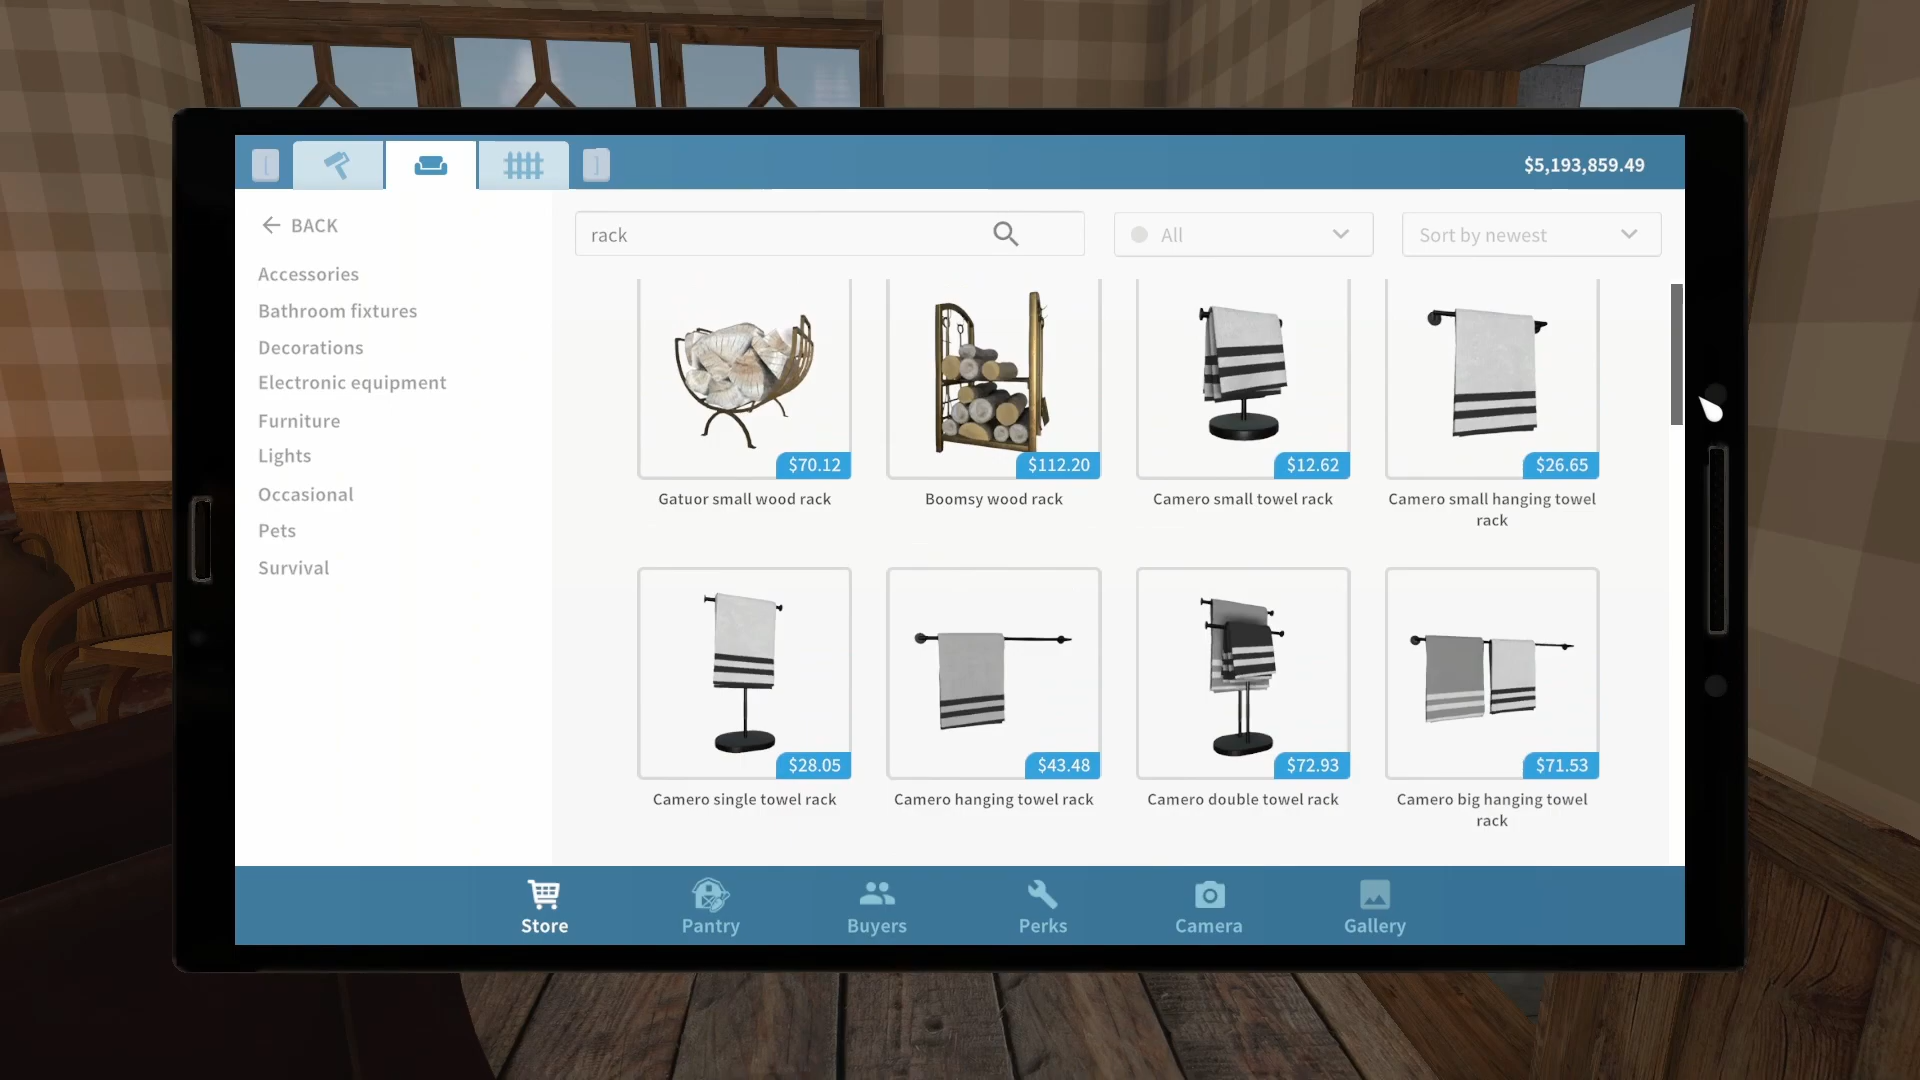 [
]
$5,193,859.49
BACK
rack
All
Sort by newest
Accessories
Bathroom fixtures
Decorations
Electronic equipment
Furniture
Lights
Occasional
Pets
Survival
$70.12
$112.20
$12.62
$26.65
Gatuor small wood rack
Boomsy wood rack
Camero small towel rack
Camero small hanging towel
rack
$28.05
$43.48
$72.93
$71.53
Camero single towel rack
Camero hanging towel rack
Camero double towel rack
Camero big hanging towel
rack
Store
Pantry
Buyers
Perks
Camera
Gallery